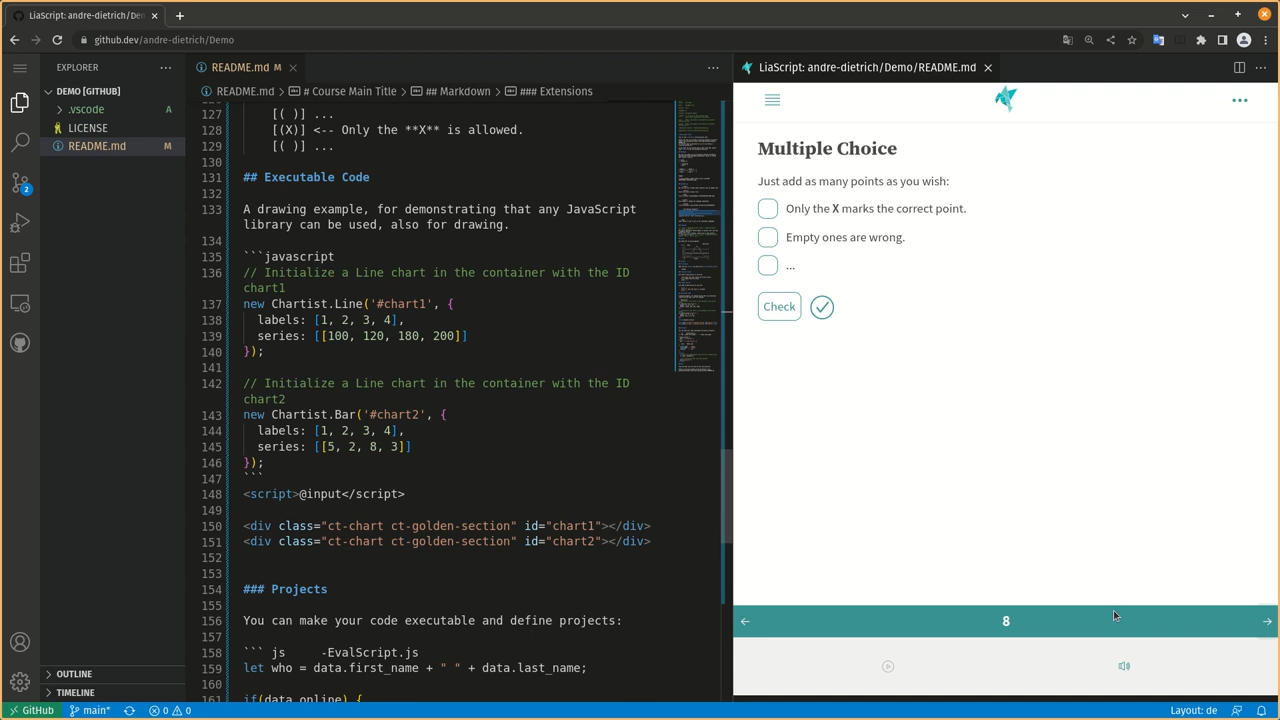 LiaScript: andre-dietrich/Dem
github.dev/andre-dietrich/Demo
EXPLORER
DEMO [GITHUB]
.vscode A
LICENSE
README.md M
OUTLINE
TIMELINE
2
README.md M
README.md > # Course Main Title > ## Markdown > ### Extensions
127 [( )] ...
128 [(X)] <-- Only the **X** is allowed.
129 [( )] ...
130
131 ## Executable Code
132
133 A drawing example, for demonstrating that any JavaScript
library can be used, also for drawing.
134
135 ``` javascript
136 // Initialize a Line chart in the container with the ID
chart1
137 new Chartist.Line('#chart1', {
138 labels: [1, 2, 3, 4],
139 series: [[100, 120, 180, 200]]
140 });
141
142 // Initialize a Line chart in the container with the ID
chart2
143 new Chartist.Bar('#chart2', {
144 labels: [1, 2, 3, 4],
145 series: [[5, 2, 8, 3]]
146 });
147 ```
148 <script>@input</script>
149
150 <div class="ct-chart ct-golden-section" id="chart1"></div>
151 <div class="ct-chart ct-golden-section" id="chart2"></div>
152
153
154 ### Projects
155
156 You can make your code executable and define projects:
157
158 ``` js -EvalScript.js
159 let who = data.first_name + " " + data.last_name;
160
161 if(data.online) {
LiaScript: andre-dietrich/Demo/README.md
Multiple Choice
Just add as many points as you wish:
Only the X marks the correct point.
Empty ones are wrong.
...
Check
8
GitHub main* 0 0 Layout: de